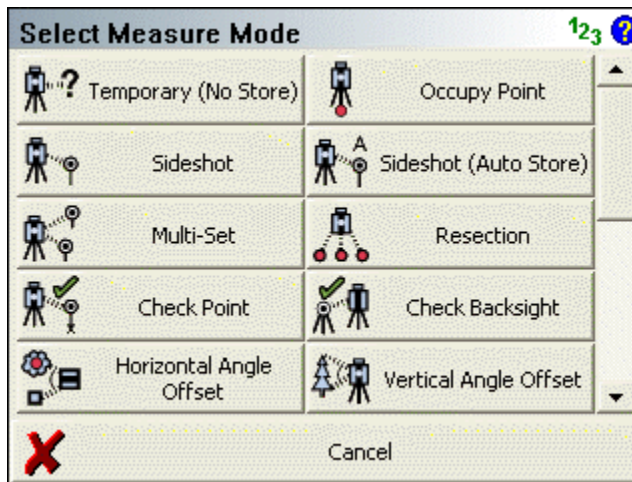 Select Measure Mode
123 ?
? Temporary (No Store)
Occupy Point
Sideshot
A Sideshot (Auto Store)
Multi-Set
Resection
Check Point
Check Backsight
Horizontal Angle
Offset
Vertical Angle Offset
Cancel